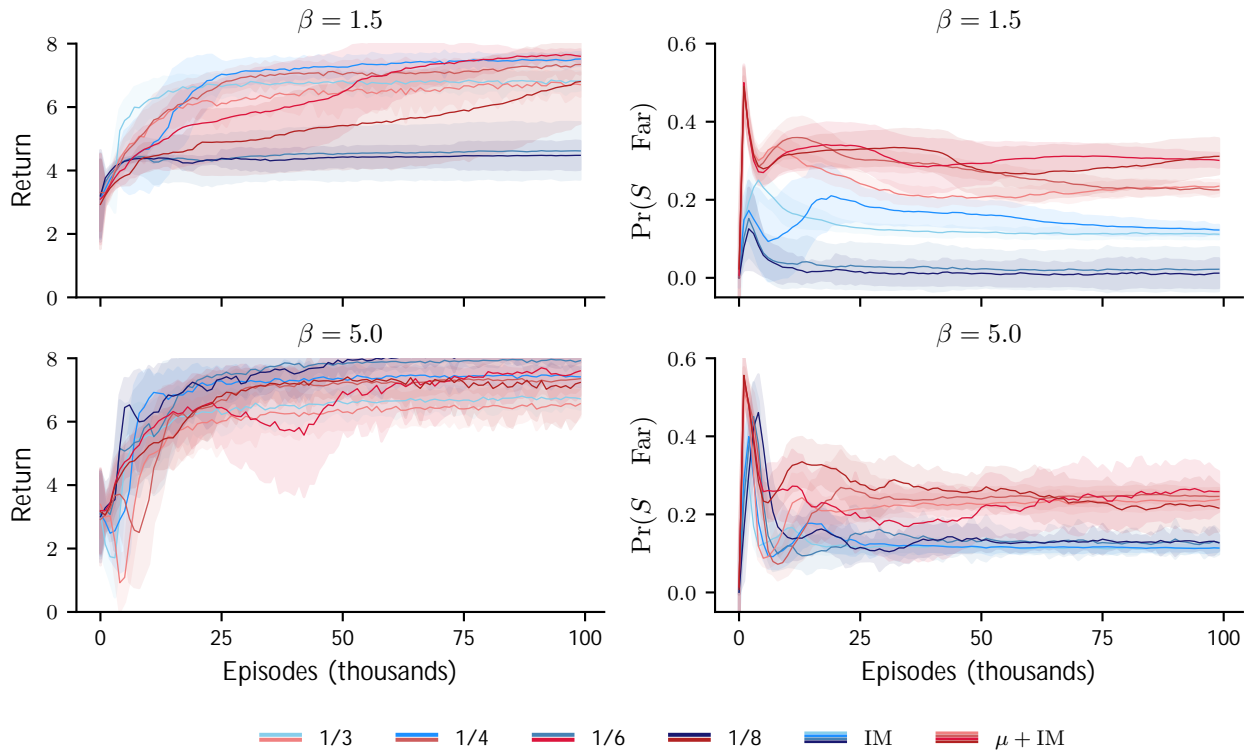 β = 1.5
8
6
4
2
0
Return
β = 1.5
0.6
0.4
0.2
0.0
Pr(S Far)
β = 5.0
8
6
4
2
0
Return
0 25 50 75 100
Episodes (thousands)
β = 5.0
0.6
0.4
0.2
0.0
Pr(S Far)
0 25 50 75 100
Episodes (thousands)
1/3 1/4 1/6 1/8 IM μ + IM